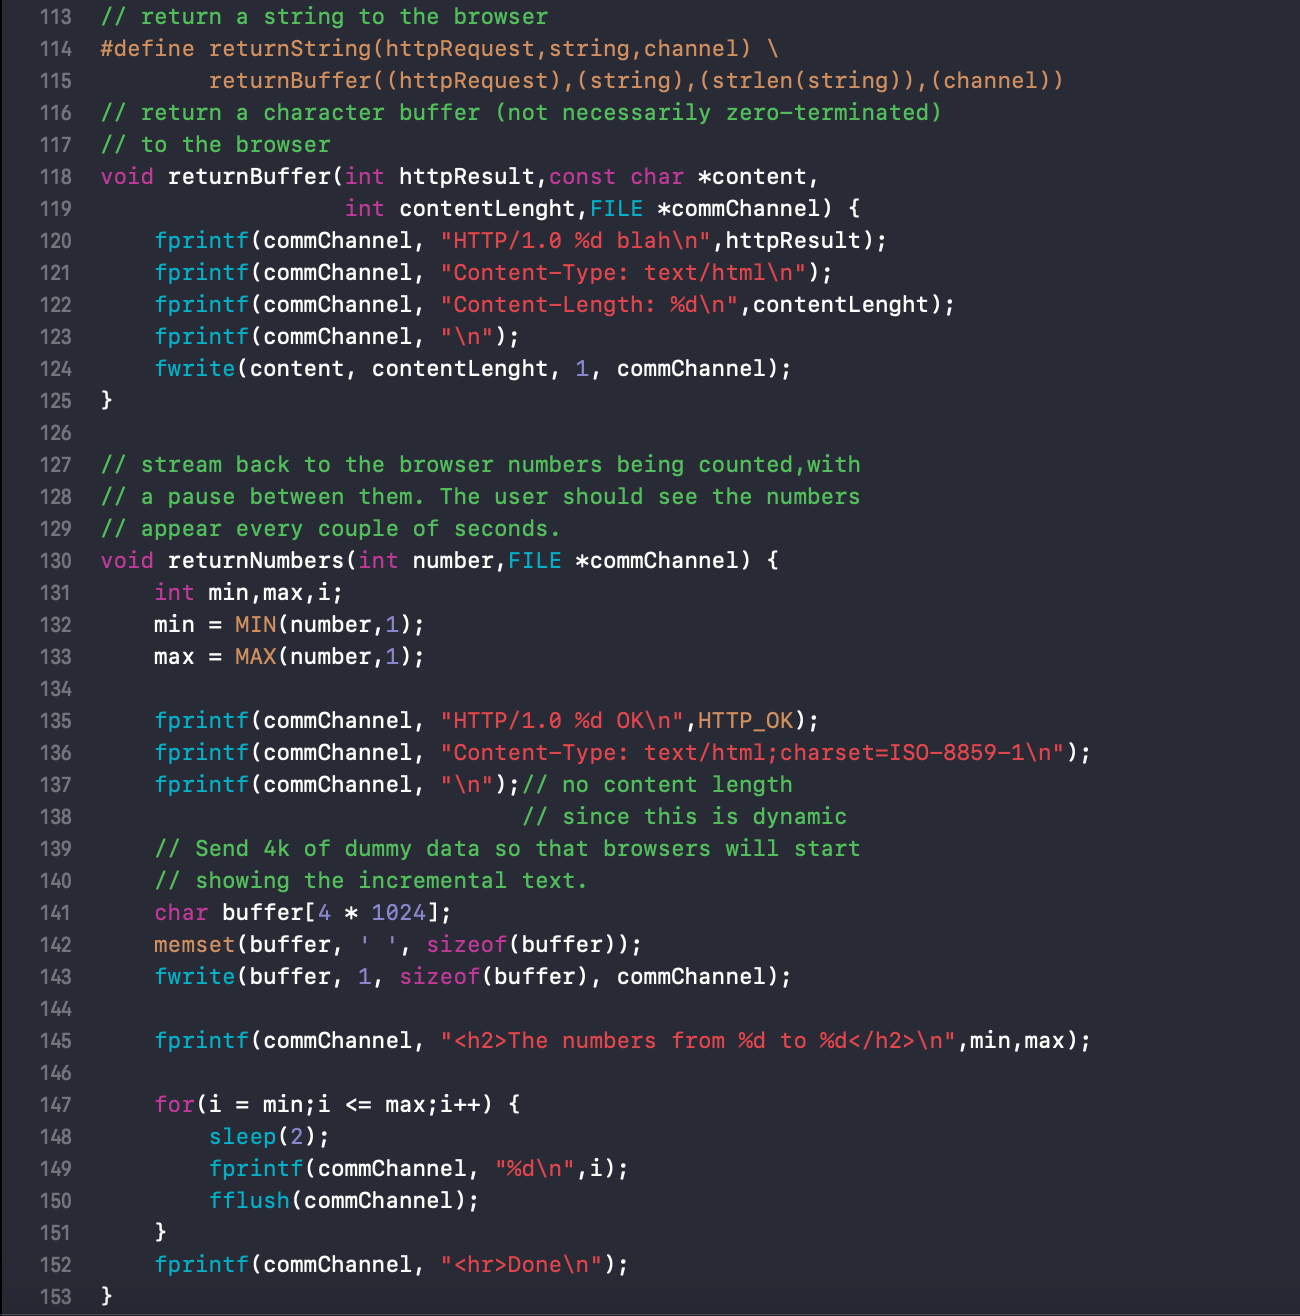 113 // return a string to the browser
114 #define returnString(httpRequest,string,channel) \
115         returnBuffer((httpRequest),(string),(strlen(string)),(channel))
116 // return a character buffer (not necessarily zero-terminated)
117 // to the browser
118 void returnBuffer(int httpResult,const char *content,
119                   int contentLenght,FILE *commChannel) {
120     fprintf(commChannel, "HTTP/1.0 %d blah\n",httpResult);
121     fprintf(commChannel, "Content-Type: text/html\n");
122     fprintf(commChannel, "Content-Length: %d\n",contentLenght);
123     fprintf(commChannel, "\n");
124     fwrite(content, contentLenght, 1, commChannel);
125 }
126
127 // stream back to the browser numbers being counted,with
128 // a pause between them. The user should see the numbers
129 // appear every couple of seconds.
130 void returnNumbers(int number,FILE *commChannel) {
131     int min,max,i;
132     min = MIN(number,1);
133     max = MAX(number,1);
134
135     fprintf(commChannel, "HTTP/1.0 %d OK\n",HTTP_OK);
136     fprintf(commChannel, "Content-Type: text/html;charset=ISO-8859-1\n");
137     fprintf(commChannel, "\n");// no content length
138                                // since this is dynamic
139     // Send 4k of dummy data so that browsers will start
140     // showing the incremental text.
141     char buffer[4 * 1024];
142     memset(buffer, ' ', sizeof(buffer));
143     fwrite(buffer, 1, sizeof(buffer), commChannel);
144
145     fprintf(commChannel, "<h2>The numbers from %d to %d</h2>\n",min,max);
146
147     for(i = min;i <= max;i++) {
148         sleep(2);
149         fprintf(commChannel, "%d\n",i);
150         fflush(commChannel);
151     }
152     fprintf(commChannel, "<hr>Done\n");
153 }